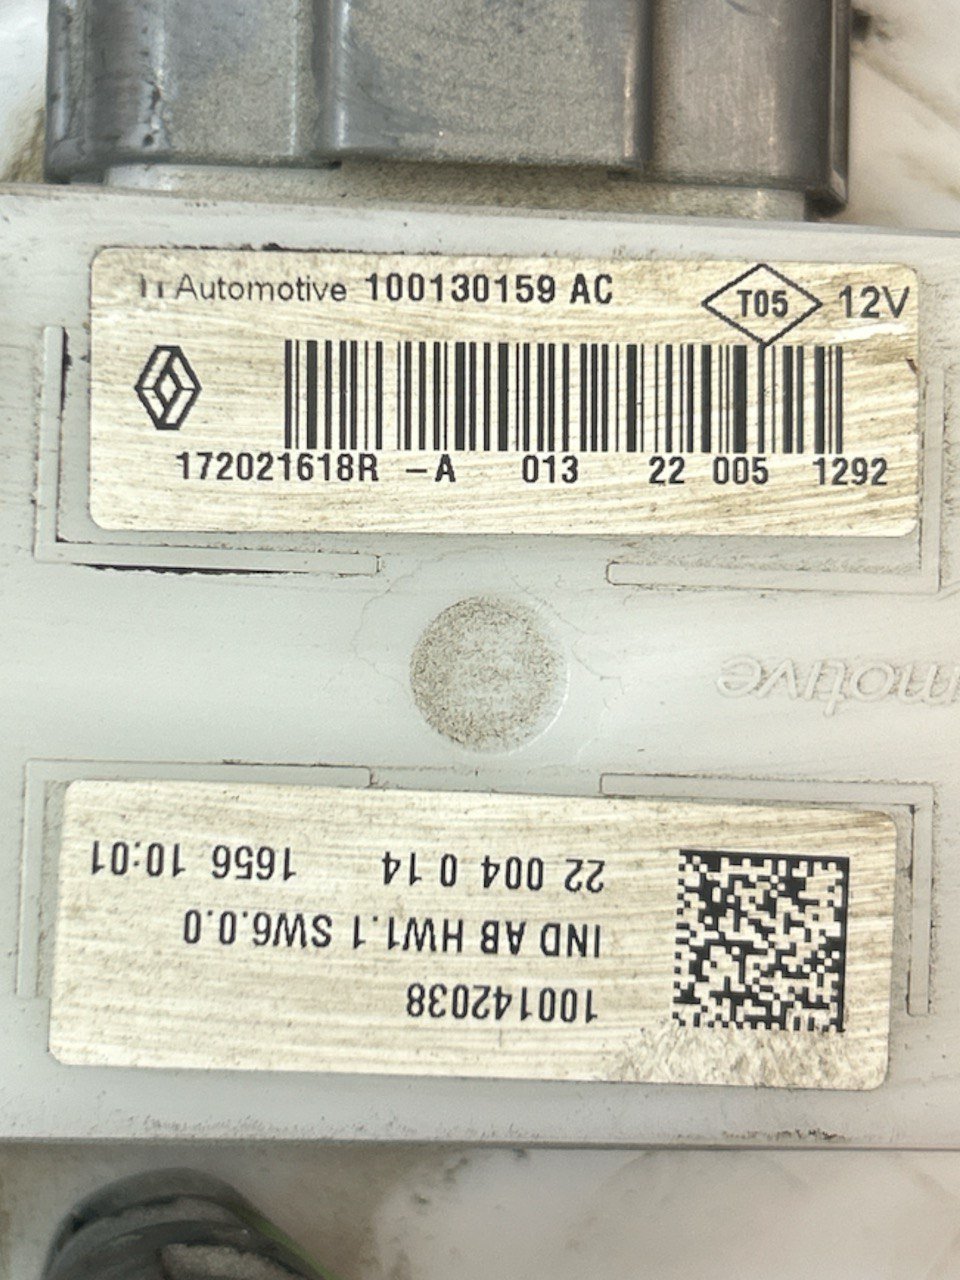 Automotive 100130159 AC
T05 12V
172021618R -A 013 22 005 1292
motive
100142038
IND AB HW1.1 SW6.0.0
22 004 0 14 1656 10:01